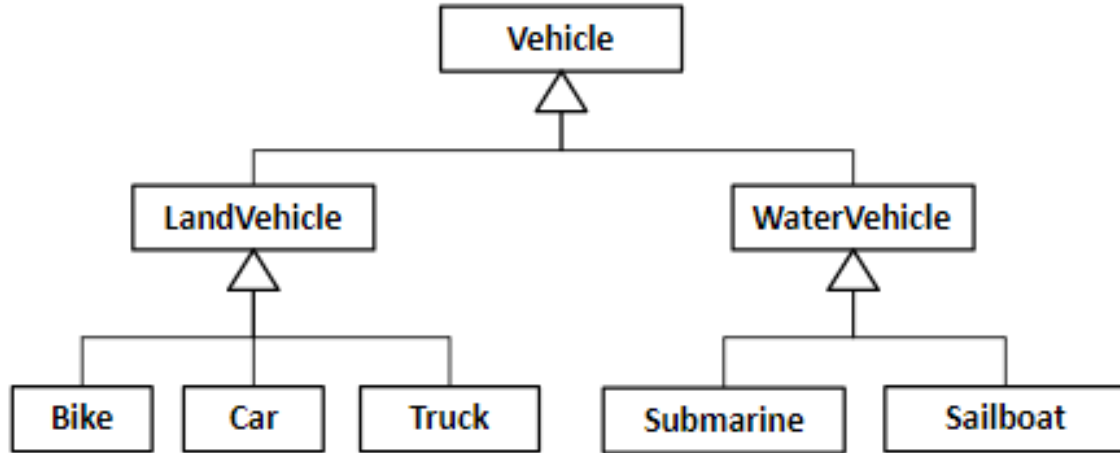 Vehicle
LandVehicle
WaterVehicle
Bike
Car
Truck
Submarine
Sailboat